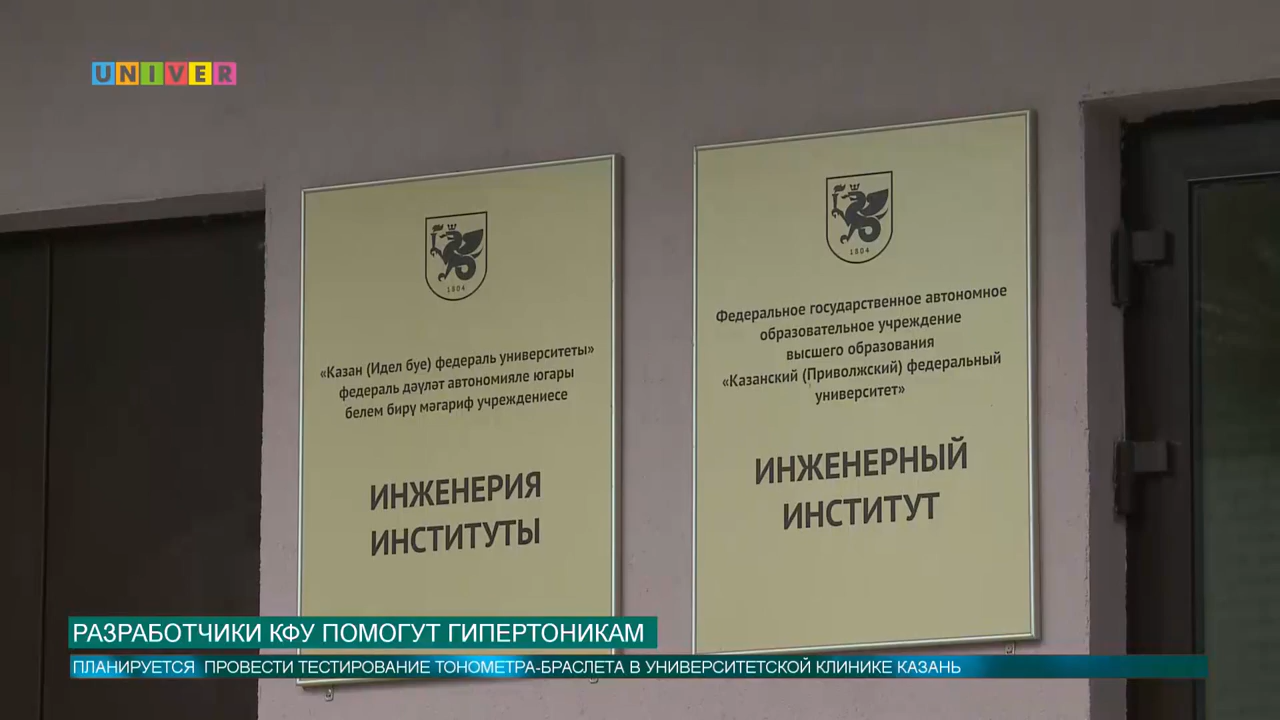 UNIVER
1804
«Казан (Идел буе) федераль университеты»
федераль дәүләт автономияле югары
белем бирү мәгариф учреждениесе
ИНЖЕНЕРИЯ
ИНСТИТУТЫ
1804
Федеральное государственное автономное
образовательное учреждение
высшего образования
«Казанский (Приволжский) федеральный
университет»
ИНЖЕНЕРНЫЙ
ИНСТИТУТ
РАЗРАБОТЧИКИ КФУ ПОМОГУТ ГИПЕРТОНИКАМ
ПЛАНИРУЕТСЯ ПРОВЕСТИ ТЕСТИРОВАНИЕ ТОНОМЕТРА-БРАСЛЕТА В УНИВЕРСИТЕТСКОЙ КЛИНИКЕ КАЗАНЬ